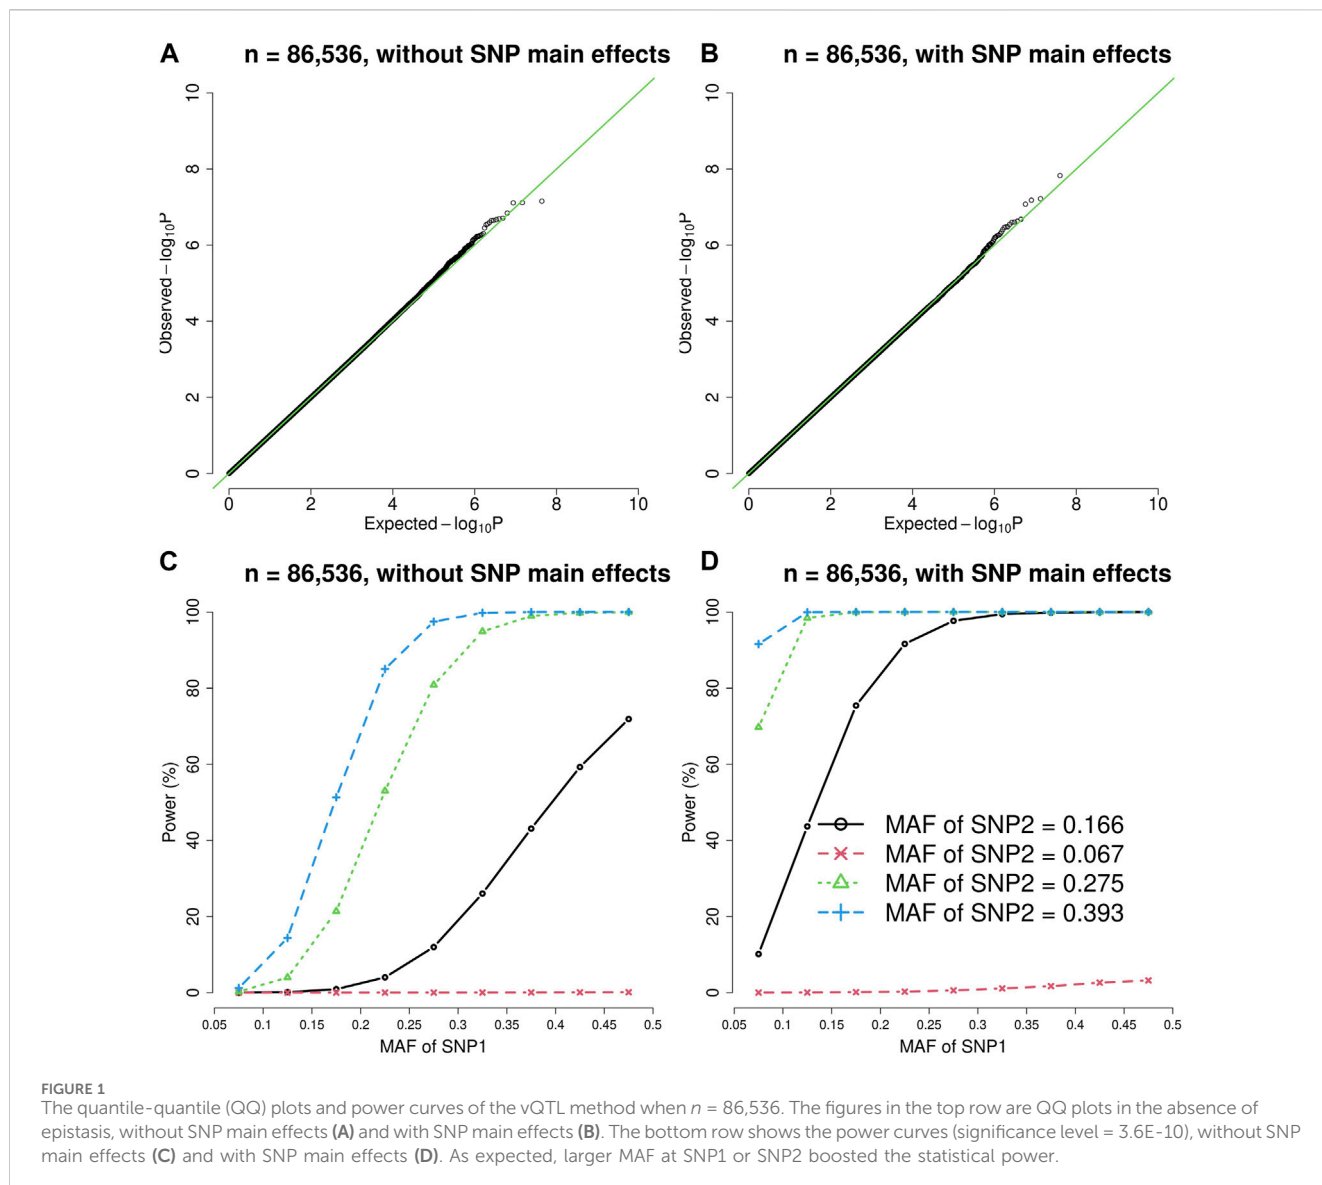 A n = 86,536, without SNP main effects
Observed – log10P
0 2 4 6 8 10
0 2 4 6 8 10
Expected – log10P
B n = 86,536, with SNP main effects
Observed – log10P
0 2 4 6 8 10
0 2 4 6 8 10
Expected – log10P
C n = 86,536, without SNP main effects
Power (%)
0 20 40 60 80 100
0.05 0.1 0.15 0.2 0.25 0.3 0.35 0.4 0.45 0.5
MAF of SNP1
D n = 86,536, with SNP main effects
Power (%)
0 20 40 60 80 100
MAF of SNP2 = 0.166
MAF of SNP2 = 0.067
MAF of SNP2 = 0.275
MAF of SNP2 = 0.393
0.05 0.1 0.15 0.2 0.25 0.3 0.35 0.4 0.45 0.5
MAF of SNP1
FIGURE 1
The quantile-quantile (QQ) plots and power curves of the vQTL method when n = 86,536. The figures in the top row are QQ plots in the absence of
epistasis, without SNP main effects (A) and with SNP main effects (B). The bottom row shows the power curves (significance level = 3.6E-10), without SNP
main effects (C) and with SNP main effects (D). As expected, larger MAF at SNP1 or SNP2 boosted the statistical power.